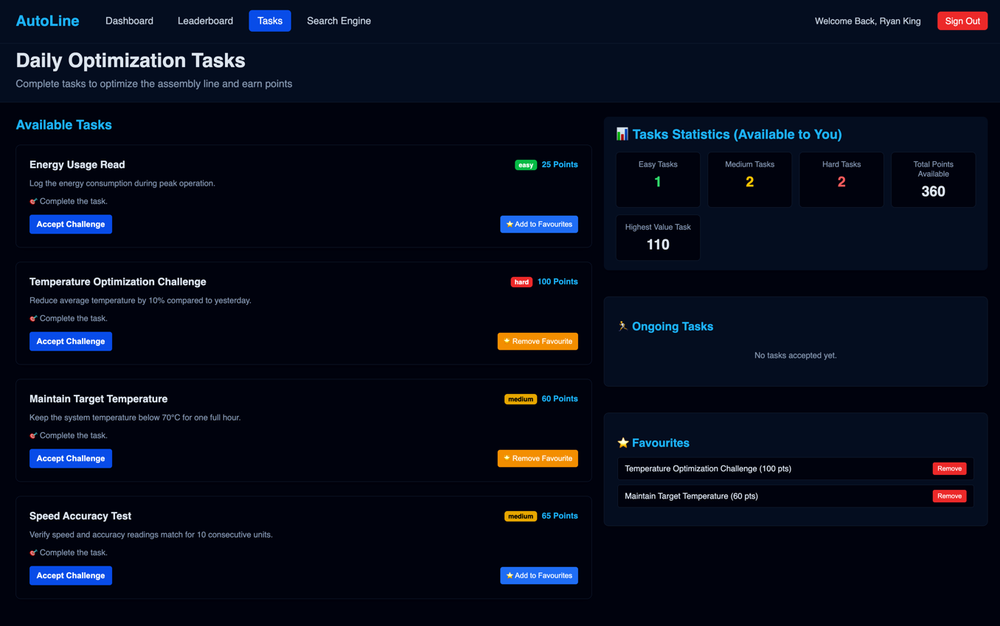 AutoLine Dashboard Leaderboard Tasks Search Engine Welcome Back, Ryan King Sign Out
Daily Optimization Tasks
Complete tasks to optimize the assembly line and earn points
Available Tasks
Energy Usage Read easy 25 Points
Log the energy consumption during peak operation.
🎯 Complete the task.
Accept Challenge ⭐ Add to Favourites
Temperature Optimization Challenge hard 100 Points
Reduce average temperature by 10% compared to yesterday.
🎯 Complete the task.
Accept Challenge 🌟 Remove Favourite
Maintain Target Temperature medium 60 Points
Keep the system temperature below 70°C for one full hour.
🎯 Complete the task.
Accept Challenge 🌟 Remove Favourite
Speed Accuracy Test medium 65 Points
Verify speed and accuracy readings match for 10 consecutive units.
🎯 Complete the task.
Accept Challenge ⭐ Add to Favourites
📊 Tasks Statistics (Available to You)
Easy Tasks
1
Medium Tasks
2
Hard Tasks
2
Total Points
Available
360
Highest Value Task
110
🏃 Ongoing Tasks
No tasks accepted yet.
⭐ Favourites
Temperature Optimization Challenge (100 pts) Remove
Maintain Target Temperature (60 pts) Remove